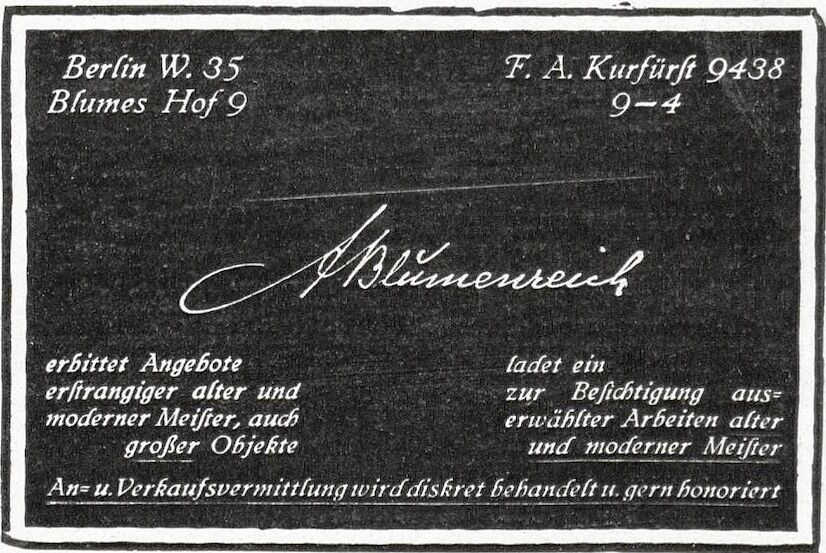 Berlin W. 35
Blumes Hof 9
F. A. Kurfürſt 9438
9–4
A Blumenreich
erbittet Angebote
erſtrangiger alter und
moderner Meiſter, auch
großer Objekte
ladet ein
zur Beſichtigung aus=
erwählter Arbeiten alter
und moderner Meiſter
An= u. Verkaufsvermittlung wird diskret behandelt u. gern honoriert